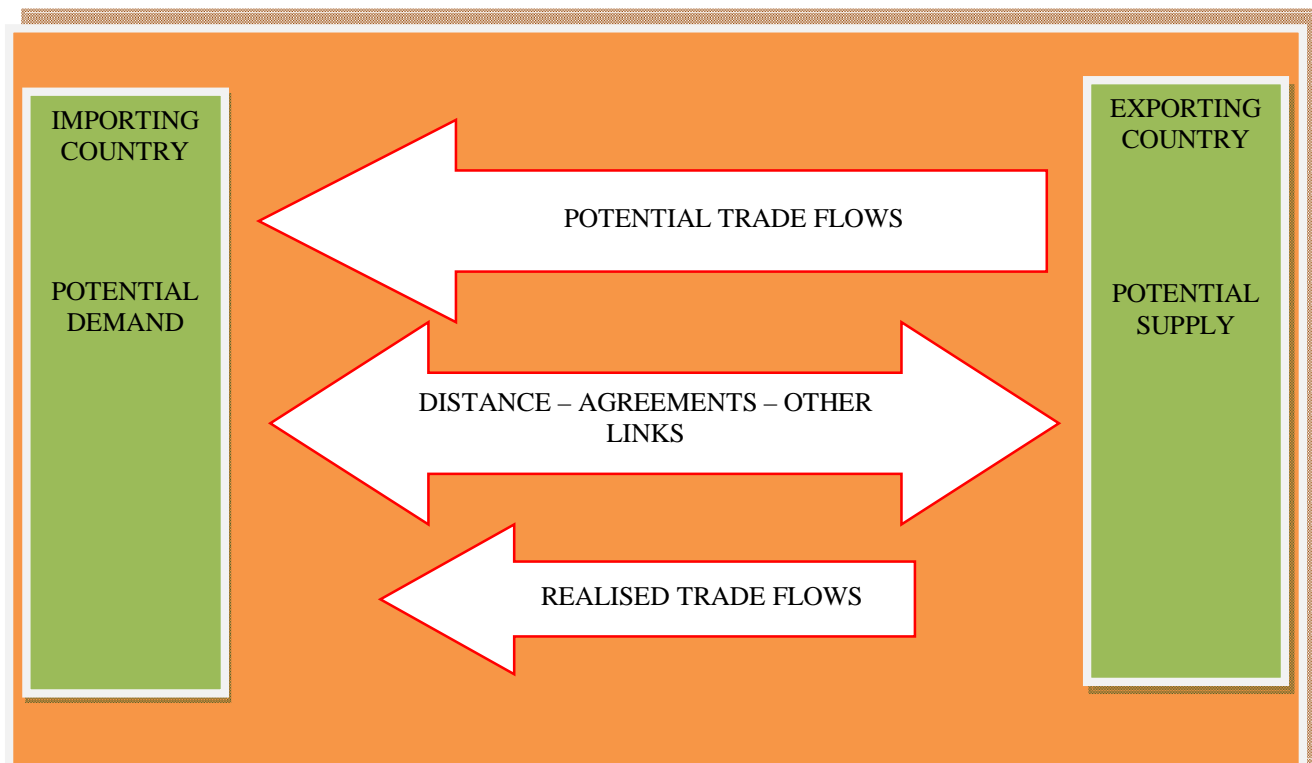 IMPORTING
COUNTRY
POTENTIAL
DEMAND
POTENTIAL TRADE FLOWS
DISTANCE – AGREEMENTS – OTHER
LINKS
REALISED TRADE FLOWS
EXPORTING
COUNTRY
POTENTIAL
SUPPLY